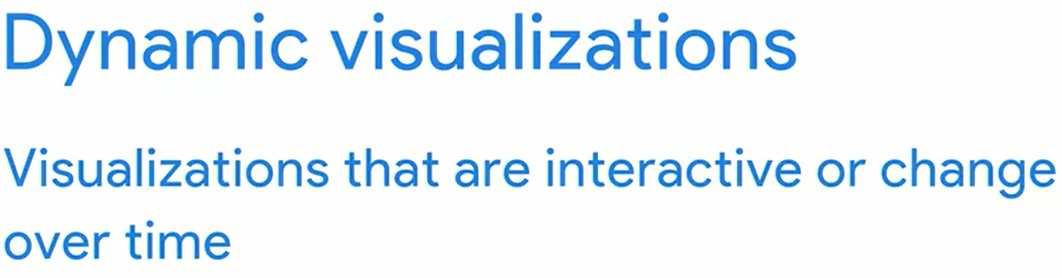 Dynamic visualizations
Visualizations that are interactive or change
over time